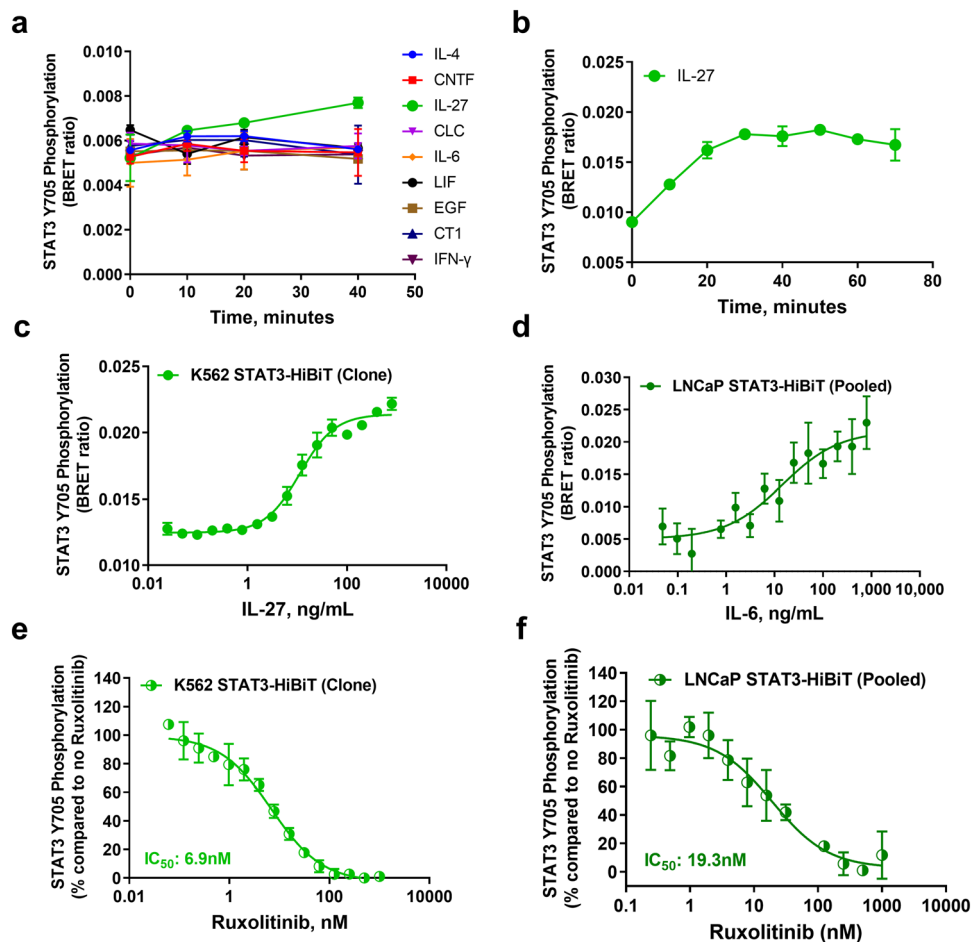 a
STAT3 Y705 Phosphorylation
(BRET ratio)
0.010
0.008
0.006
0.004
0.002
0.000
0 10 20 30 40 50
Time, minutes
IL-4
CNTF
IL-27
CLC
IL-6
LIF
EGF
CT1
IFN-γ
b
STAT3 Y705 Phosphorylation
(BRET ratio)
0.025
0.020
0.015
0.010
0.005
0 20 40 60 80
Time, minutes
IL-27
c
STAT3 Y705 Phosphorylation
(BRET ratio)
0.025
0.020
0.015
0.010
0.01 1 100 10000
IL-27, ng/mL
K562 STAT3-HiBiT (Clone)
d
STAT3 Y705 Phosphorylation
(BRET ratio)
0.030
0.025
0.020
0.015
0.010
0.005
0.000
0.01 0.1 1 10 100 1,000 10,000
IL-6, ng/mL
LNCaP STAT3-HiBiT (Pooled)
e
STAT3 Y705 Phosphorylation
(% compared to no Ruxolitinib)
140
120
100
80
60
40
20
0
1 100 10000
Ruxolitinib, nM
K562 STAT3-HiBiT (Clone)
IC50: 6.9nM
f
STAT3 Y705 Phosphorylation
(% compared to no Ruxolitinib)
140
120
100
80
60
40
20
0
0.1 1 10 100 1000 10000
Ruxolitinib (nM)
LNCaP STAT3-HiBiT (Pooled)
IC50: 19.3nM